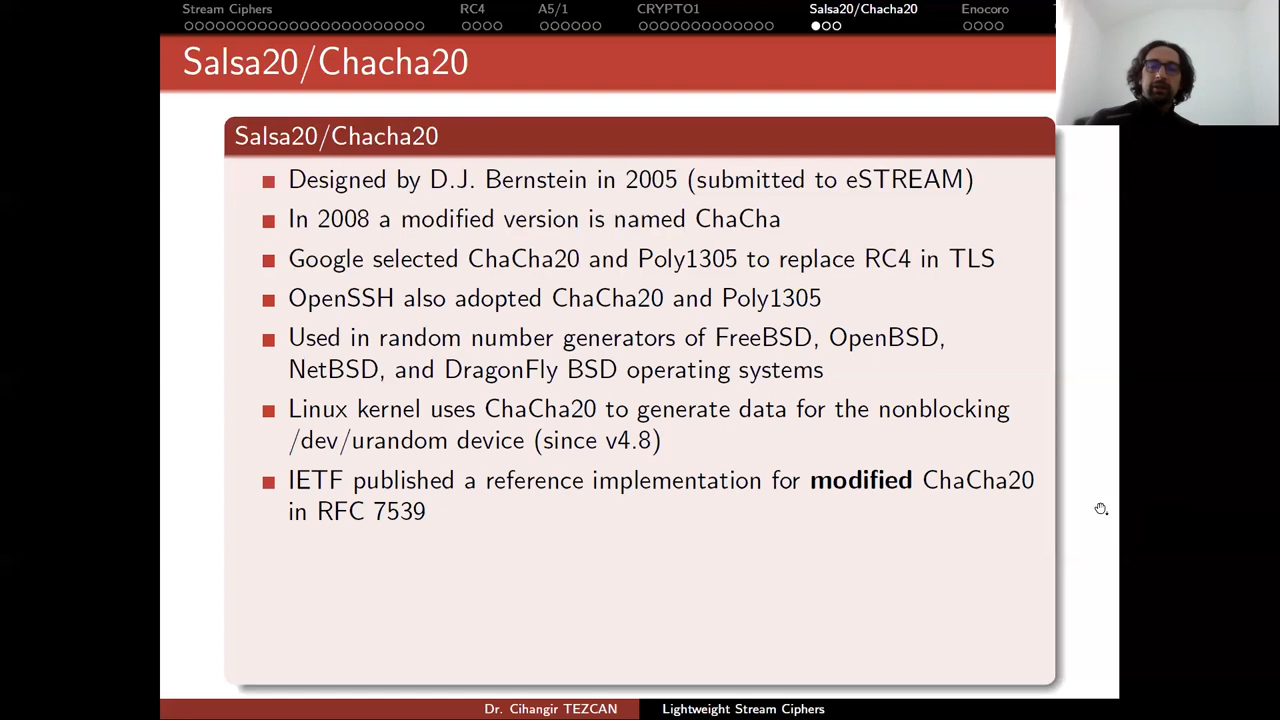 Stream Ciphers RC4 A5/1 CRYPTO1 Salsa20/Chacha20 Enocoro
Salsa20/Chacha20
Salsa20/Chacha20
Designed by D.J. Bernstein in 2005 (submitted to eSTREAM)
In 2008 a modified version is named ChaCha
Google selected ChaCha20 and Poly1305 to replace RC4 in TLS
OpenSSH also adopted ChaCha20 and Poly1305
Used in random number generators of FreeBSD, OpenBSD,
NetBSD, and DragonFly BSD operating systems
Linux kernel uses ChaCha20 to generate data for the nonblocking
/dev/urandom device (since v4.8)
IETF published a reference implementation for modified ChaCha20
in RFC 7539
Dr. Cihangir TEZCAN Lightweight Stream Ciphers